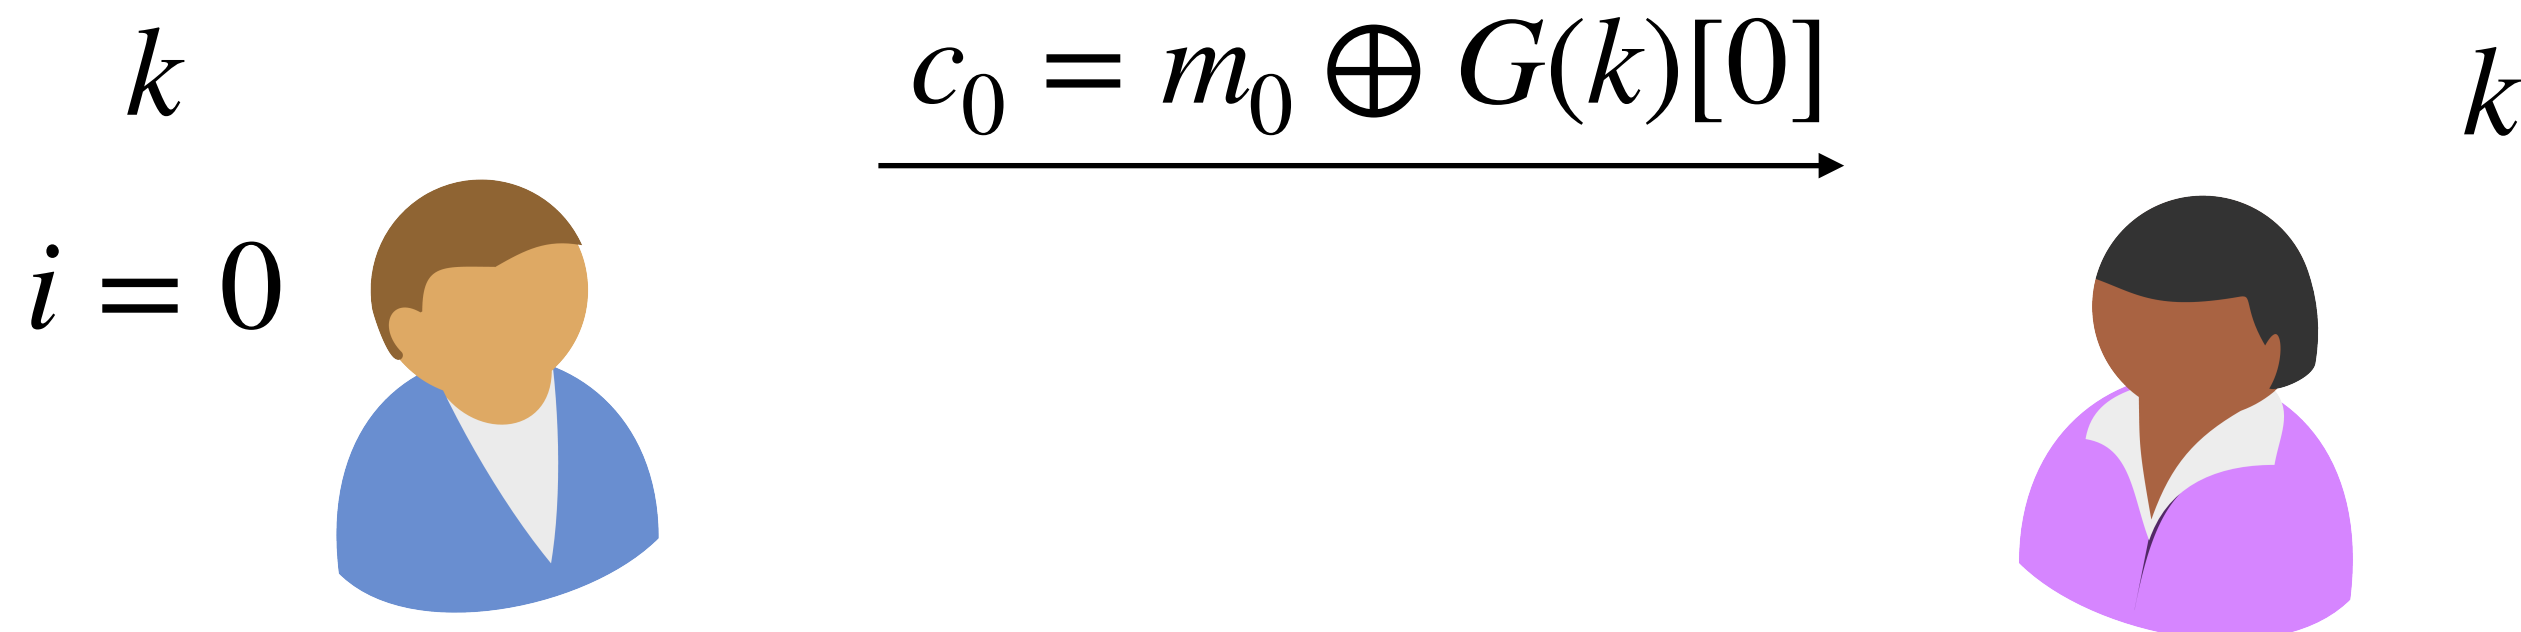 k
c₀ = m₀ ⊕ G(k)[0]
k
i = 0